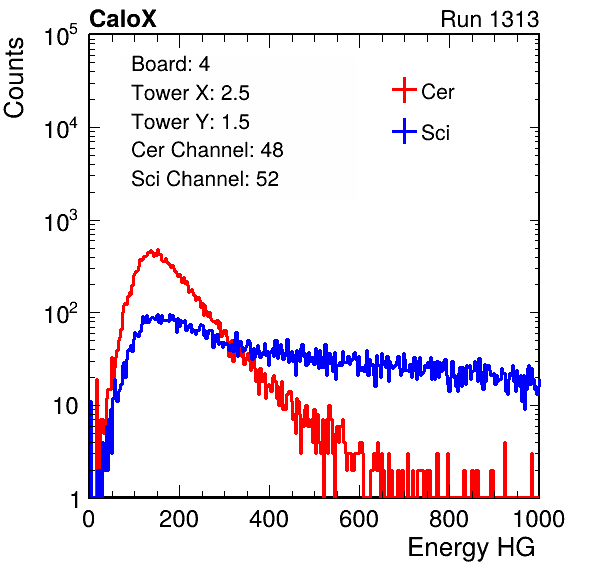 CaloX Run 1313
Counts
10^5
10^4
10^3
10^2
10
1
Board: 4
Tower X: 2.5
Tower Y: 1.5
Cer Channel: 48
Sci Channel: 52
Cer
Sci
0 200 400 600 800 1000
Energy HG